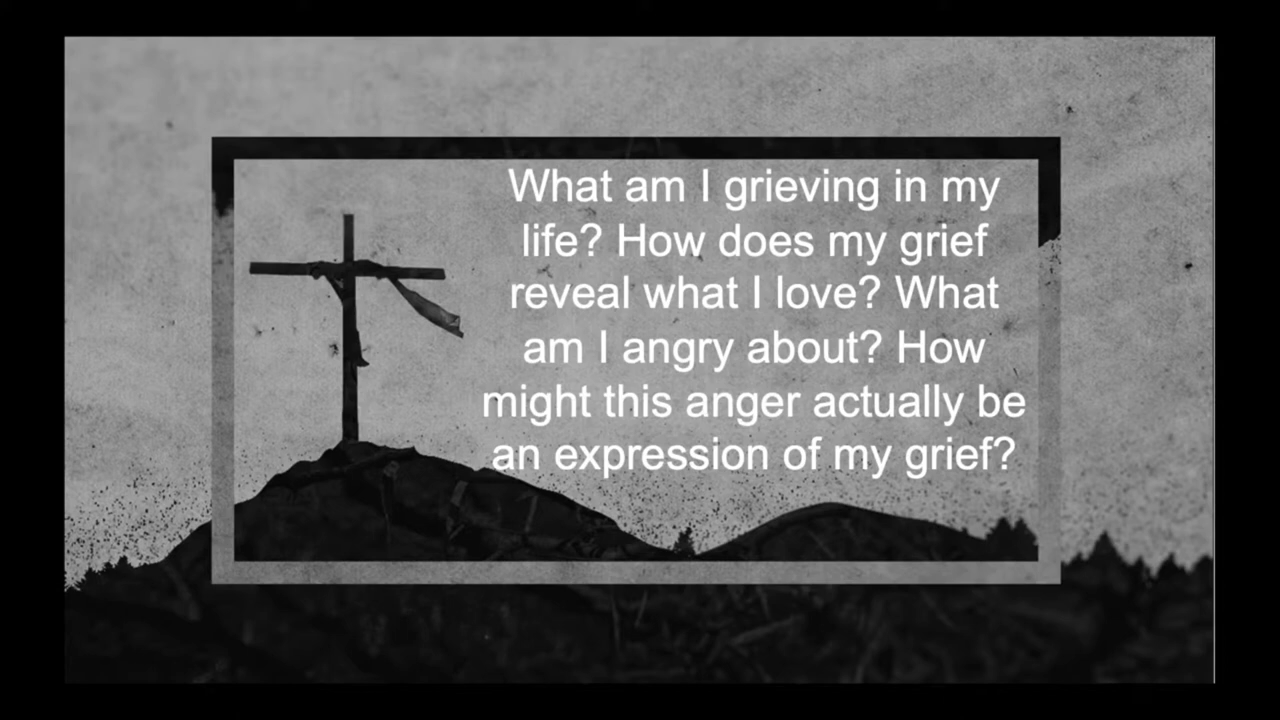 What am I grieving in my
life? How does my grief
reveal what I love? What
am I angry about? How
might this anger actually be
an expression of my grief?